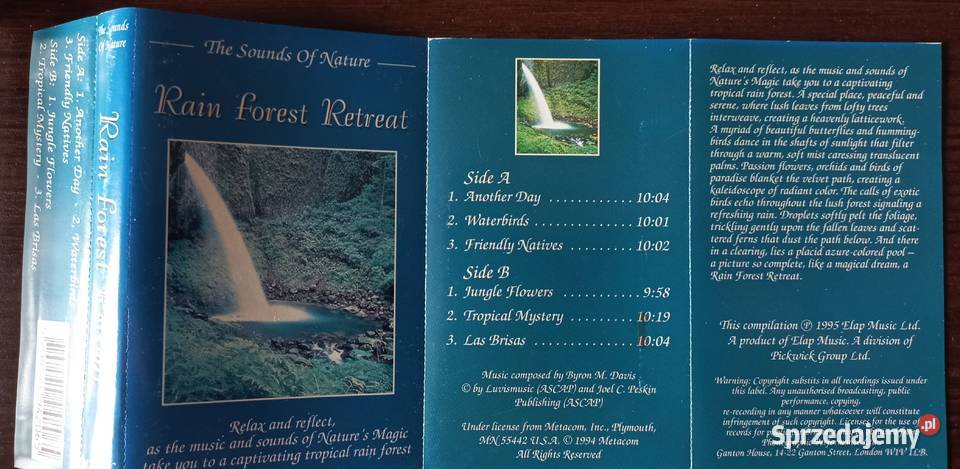 The Sounds
Of Nature
Rain Forest
Side A: 1. Another Day - 2.
3. Friendly Natives
Side B: 1. Jungle Flowers
2. Tropical Mystery - 3. Las Brisas
The Sounds Of Nature
Rain Forest Retreat
Relax and reflect,
as the music and sounds of Nature's Magic
take you to a captivating tropical rain forest
Side A
1. Another Day ............ 10:04
2. Waterbirds .............. 10:01
3. Friendly Natives ......... 10:02
Side B
1. Jungle Flowers ........... 9:58
2. Tropical Mystery ......... 10:19
3. Las Brisas ............... 10:04
Music composed by Byron M. Davis
© by Luvismusic (ASCAP) and Joel C. Peskin
Publishing (ASCAP)
Under license from Metacom, Inc., Plymouth,
MN 55442 U.S.A. © 1994 Metacom
All Rights Reserved
Relax and reflect, as the music and sounds of
Nature's Magic take you to a captivating
tropical rain forest. A special place, peaceful and
serene, where lush leaves from lofty trees
interweave, creating a heavenly latticework.
A myriad of beautiful butterflies and humming-
birds dance in the shafts of sunlight that filter
through a warm, soft mist caressing translucent
palms. Passion flowers, orchids and birds of
paradise blanket the velvet path, creating a
kaleidoscope of radiant color. The calls of exotic
birds echo throughout the lush forest signaling a
refreshing rain. Droplets softly pelt the foliage,
trickling gently upon the fallen leaves and scat-
tered ferns that dust the path below. And there
in a clearing, lies a placid azure-colored pool –
a picture so complete, like a magical dream, a
Rain Forest Retreat.
This compilation ℗ 1995 Elap Music Ltd.
A product of Elap Music. A division of
Pickwick Group Ltd.
Warning: Copyright substits in all recordings issued under
this label. Any unauthorised broadcasting, public
performance, copying,
re-recording in any manner whatsoever will constitute
infringement of such copyright. Licenses for the use of
records for
Ganton House, 14-22 Ganton Street, London W1V 1LB.
Sprzedajemy.pl